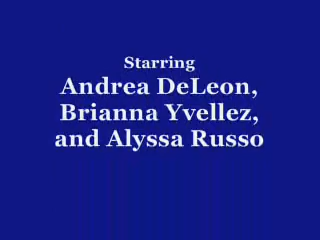 Starring
Andrea DeLeon,
Brianna Yvellez,
and Alyssa Russo